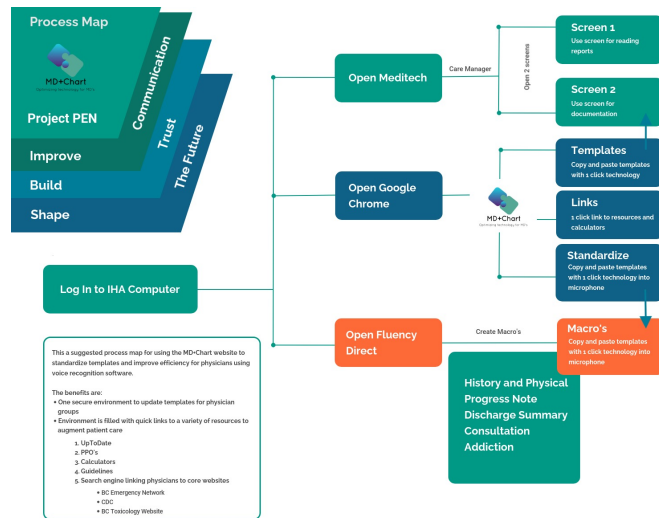 Process Map
MD+Chart
Project PEN
Improve
Build
Shape
Communication
Trust
The Future
Log In to IHA Computer
Open Meditech
Care Manager
Open 2 screens
Screen 1
Use screen for reading
reports
Screen 2
Use screen for
documentation
Open Google
Chrome
MD+Chart
Optimizing technology for MD's
Templates
Copy and paste templates
with 1 click technology
Links
1 click link to resources and
calculators
Standardize
Copy and paste templates
with 1 click technology into
microphone
Open Fluency
Direct
Create Macro's
Macro's
Copy and paste templates
with 1 click technology into
microphone
History and Physical
Progress Note
Discharge Summary
Consultation
Addiction
This a suggested process map for using the MD+Chart website to
standardize templates and improve efficiency for physicians using
voice recognition software.
The benefits are:
• One secure environment to update templates for physician
groups
• Environment is filled with quick links to a variety of resources to
augment patient care
1. UpToDate
2. PPO's
3. Calculators
4. Guidelines
5. Search engine linking physicians to core websites
• BC Emergency Network
• CDC
• BC Toxicology Website